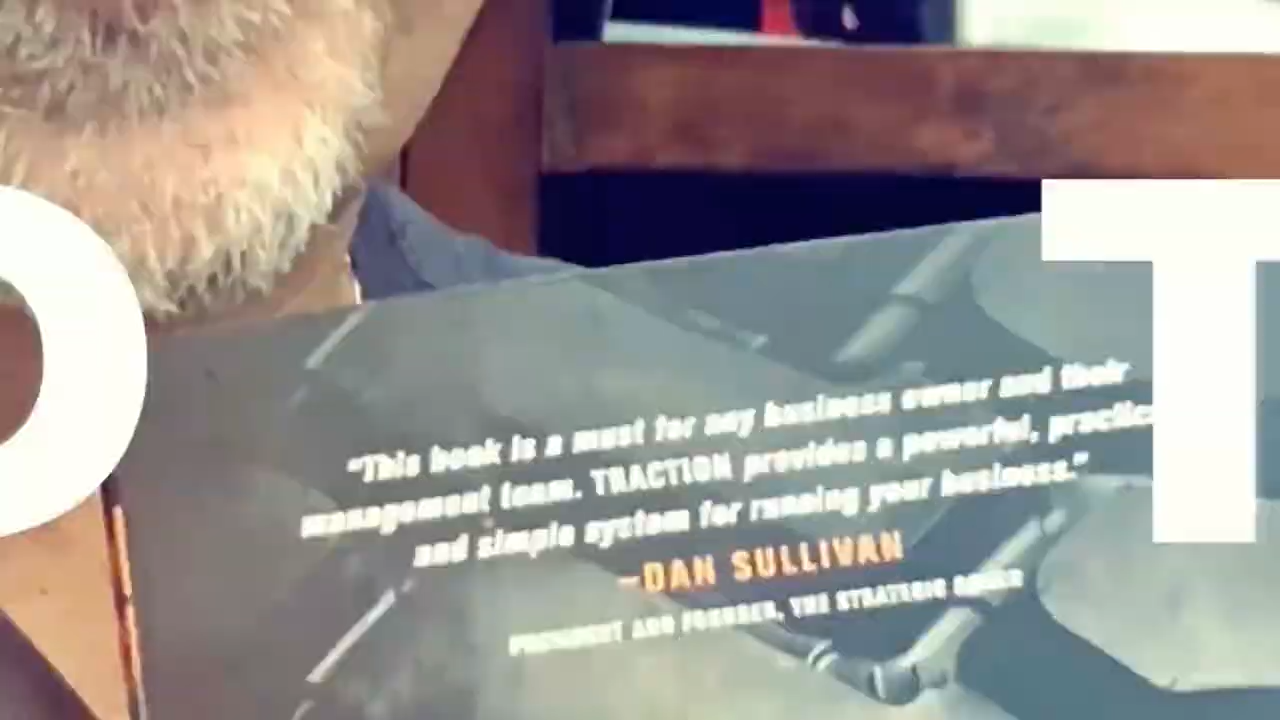 O T
"This book is a must for any business owner and their
management team. TRACTION provides a powerful, practic
and simple system for running your business."
—DAN SULLIVAN
PRESIDENT AND FOUNDER, THE STRATEGIC COACH